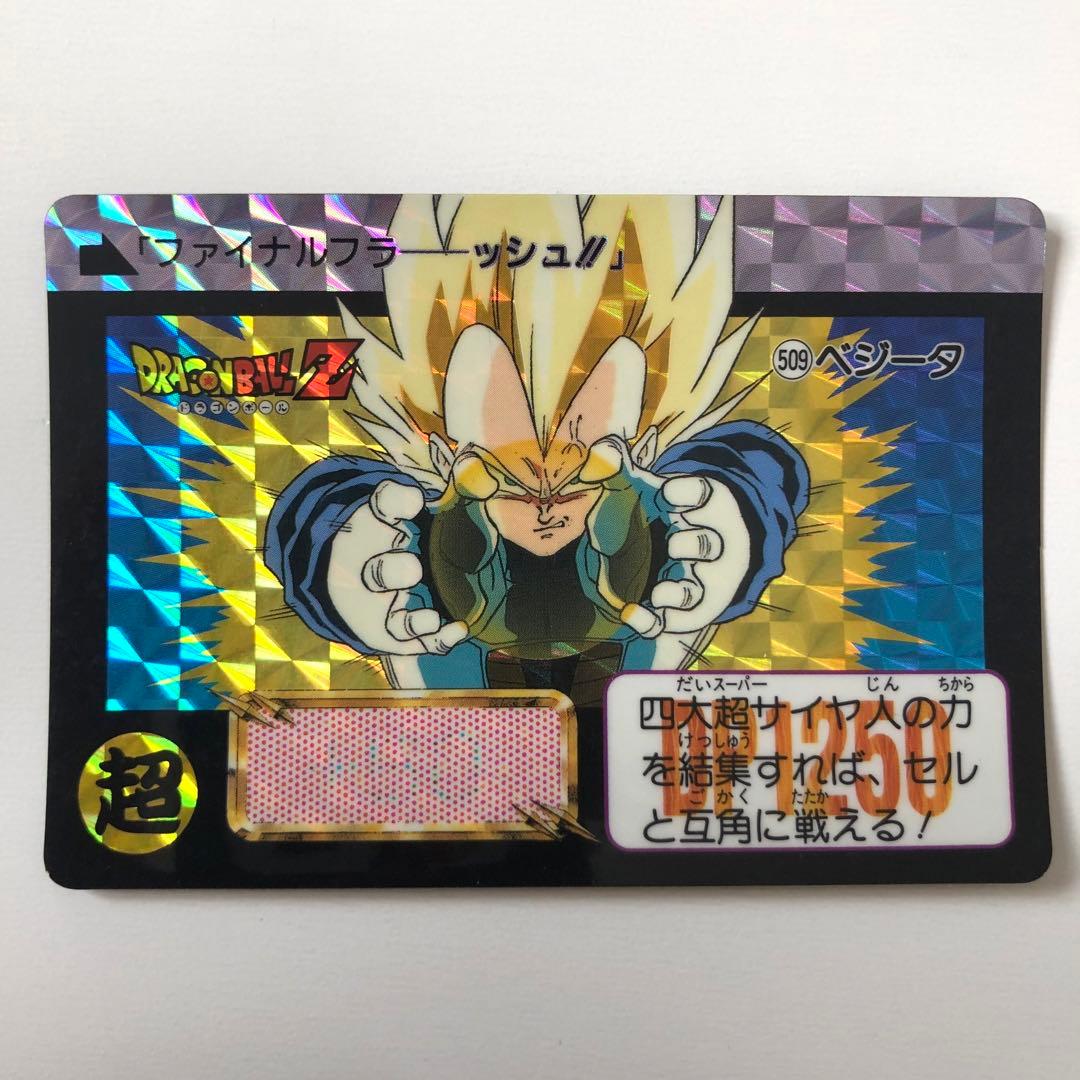 「ファイナルフラ――ッシュ!!」
DRAGON BALL Z
ドラゴンボール
509 ベジータ
超
DP1250
だいスーパー じん ちから
四大超サイヤ人の力
けっしゅう
を結集すれば、セル
ごかく たたか
と互角に戦える!